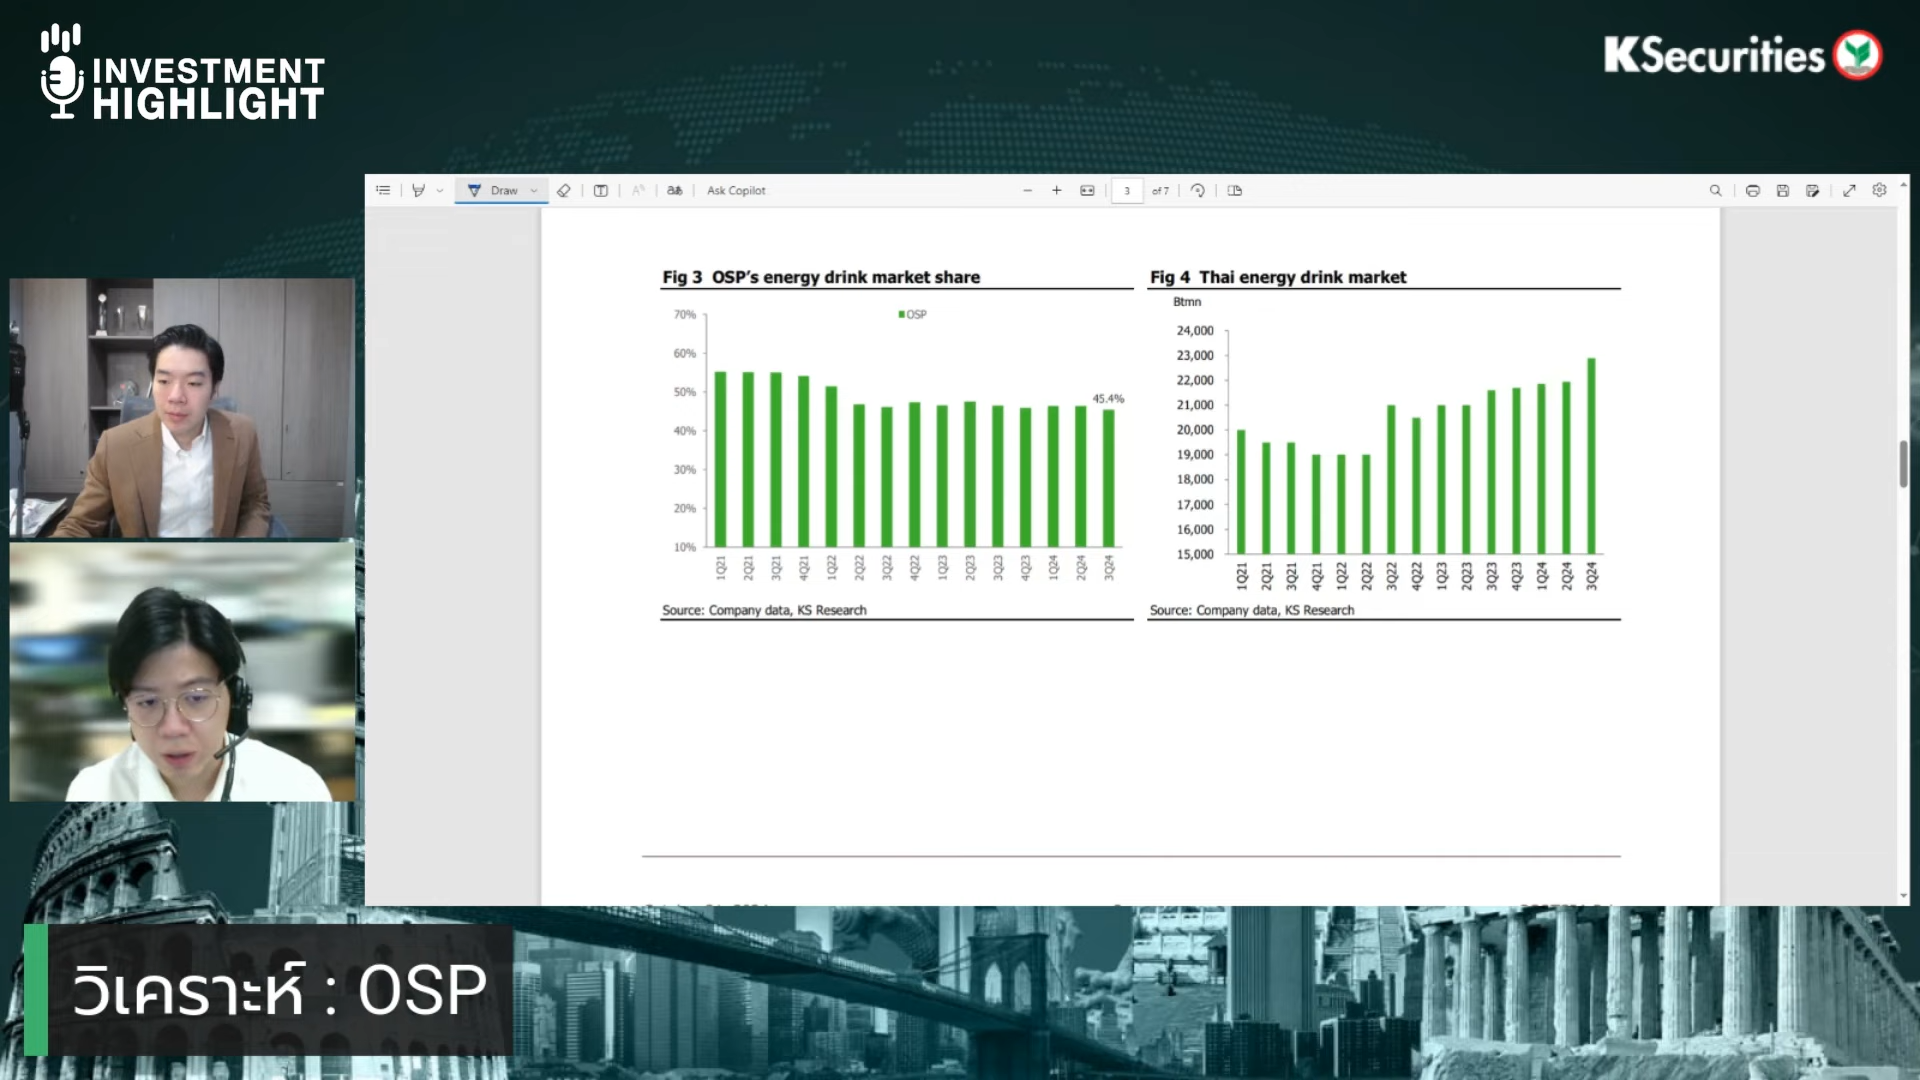 INVESTMENT
HIGHLIGHT
KSecurities
Draw
Ask Copilot
3 of 7
Fig 3 OSP's energy drink market share
OSP
70%
60%
50%
40%
30%
20%
10%
45.4%
1Q21 2Q21 3Q21 4Q21 1Q22 2Q22 3Q22 4Q22 1Q23 2Q23 3Q23 4Q23 1Q24 2Q24 3Q24
Source: Company data, KS Research
Fig 4 Thai energy drink market
Btmn
24,000
23,000
22,000
21,000
20,000
19,000
18,000
17,000
16,000
15,000
1Q21 2Q21 3Q21 4Q21 1Q22 2Q22 3Q22 4Q22 1Q23 2Q23 3Q23 4Q23 1Q24 2Q24 3Q24
Source: Company data, KS Research
วิเคราะห์ : OSP